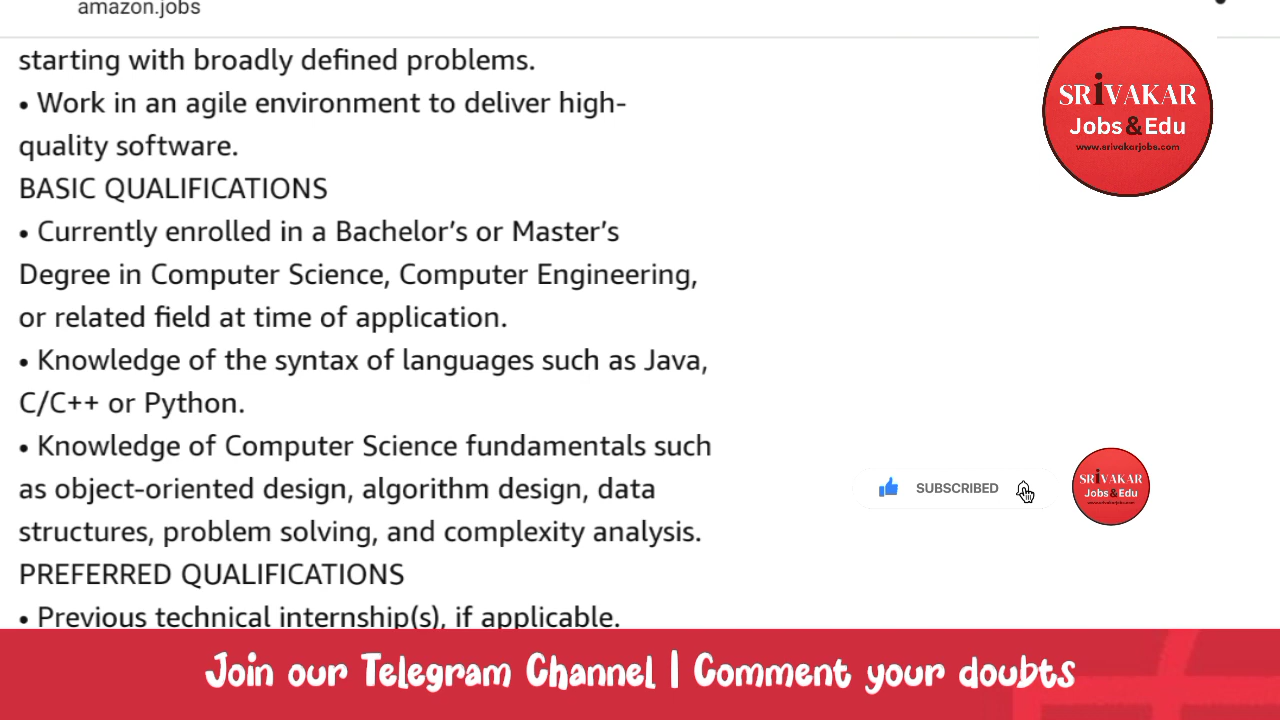 amazon.jobs
starting with broadly defined problems.
• Work in an agile environment to deliver high-
quality software.
BASIC QUALIFICATIONS
• Currently enrolled in a Bachelor’s or Master’s
Degree in Computer Science, Computer Engineering,
or related field at time of application.
• Knowledge of the syntax of languages such as Java,
C/C++ or Python.
• Knowledge of Computer Science fundamentals such
as object-oriented design, algorithm design, data
structures, problem solving, and complexity analysis.
PREFERRED QUALIFICATIONS
• Previous technical internship(s), if applicable.
SRiVAKAR
Jobs&Edu
www.srivakarjobs.com
SUBSCRIBED
SRiVAKAR
Jobs&Edu
Join our Telegram Channel | Comment your doubts